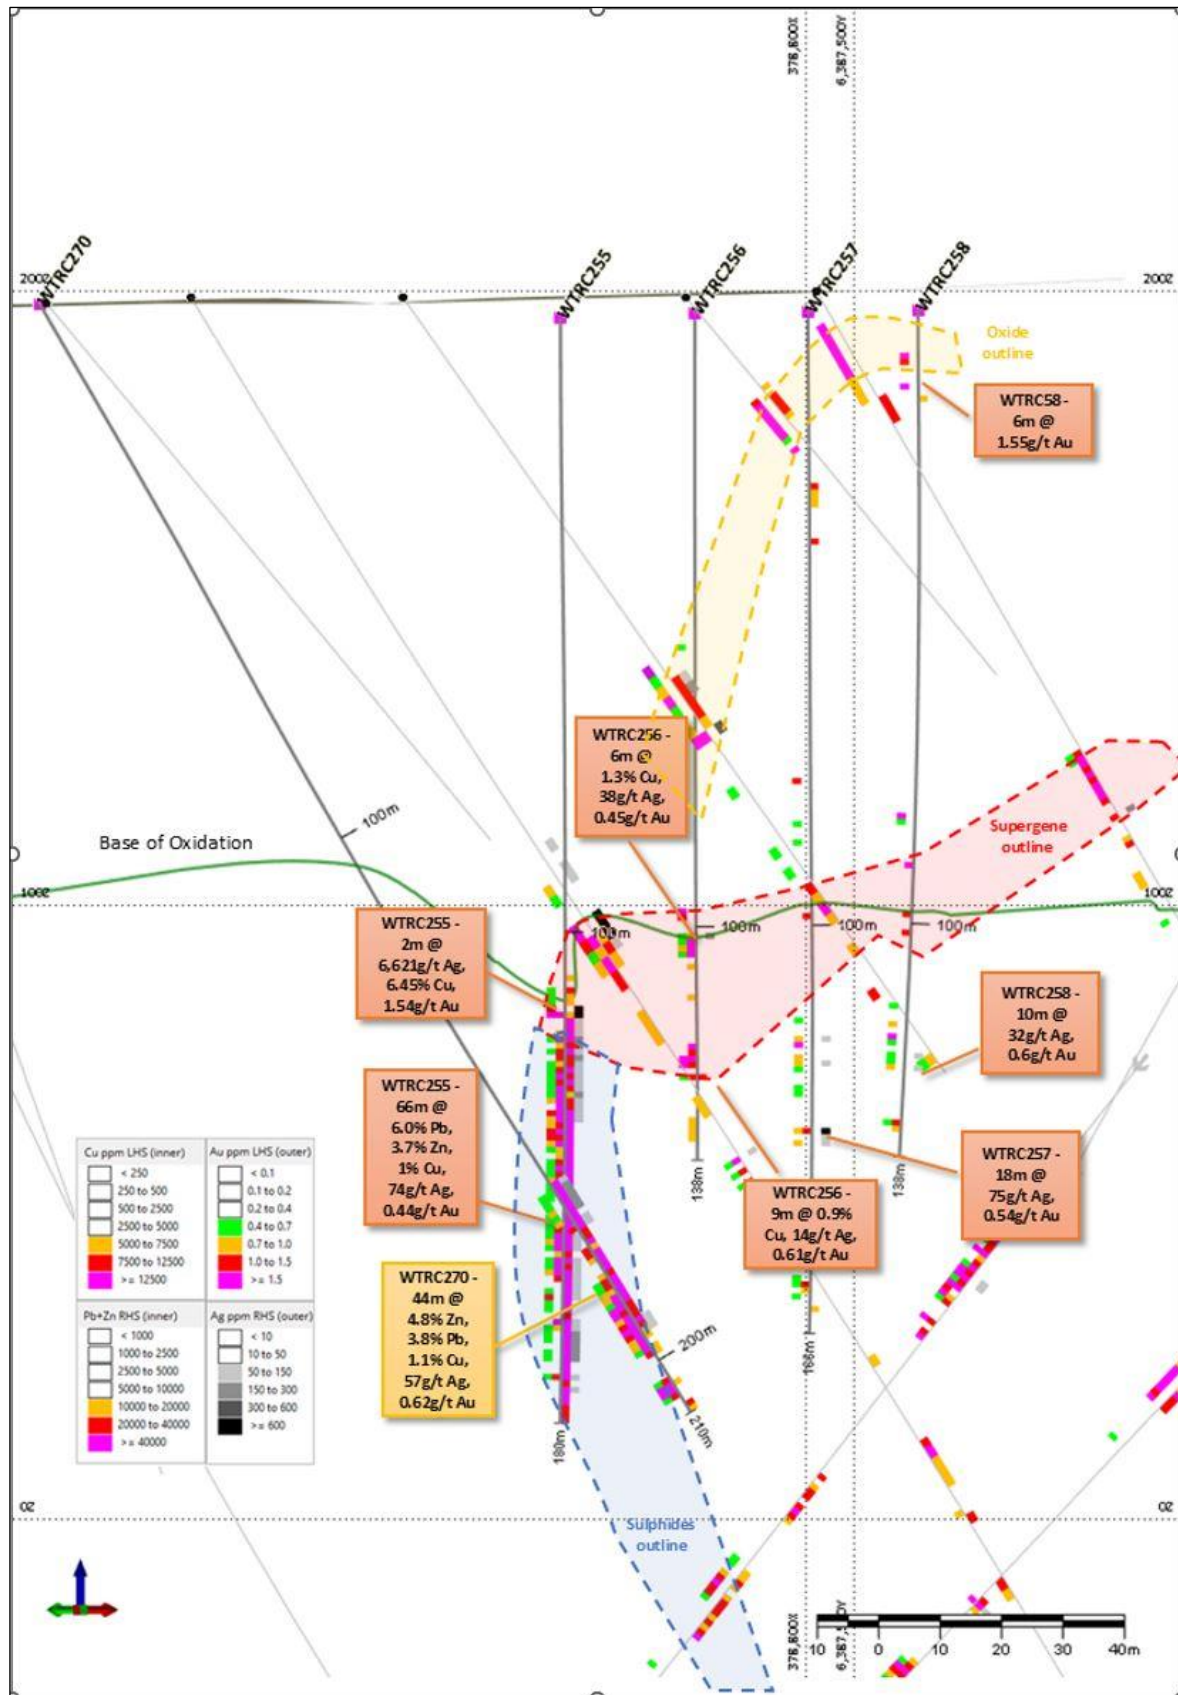 378,800X
6,387,500Y
WTRC270
WTRC255
WTRC256
WTRC257
WTRC258
200Z
200Z
Oxide
outline
WTRC58 -
6m @
1.55g/t Au
WTRC256 -
6m @
1.3% Cu,
38g/t Ag,
0.45g/t Au
100m
Base of Oxidation
Supergene
outline
100Z
100Z
WTRC255 -
2m @
6,621g/t Ag,
6.45% Cu,
1.54g/t Au
100m
100m
100m
100m
WTRC258 -
10m @
32g/t Ag,
0.6g/t Au
WTRC255 -
66m @
6.0% Pb,
3.7% Zn,
1% Cu,
74g/t Ag,
0.44g/t Au
WTRC257 -
18m @
75g/t Ag,
0.54g/t Au
138m
138m
WTRC256 -
9m @ 0.9%
Cu, 14g/t Ag,
0.61g/t Au
WTRC270 -
44m @
4.8% Zn,
3.8% Pb,
1.1% Cu,
57g/t Ag,
0.62g/t Au
200m
210m
166m
180m
Cu ppm LHS (inner)
< 250
250 to 500
500 to 2500
2500 to 5000
5000 to 7500
7500 to 12500
>= 12500
Au ppm LHS (outer)
< 0.1
0.1 to 0.2
0.2 to 0.4
0.4 to 0.7
0.7 to 1.0
1.0 to 1.5
>= 1.5
Pb+Zn RHS (inner)
< 1000
1000 to 2500
2500 to 5000
5000 to 10000
10000 to 20000
20000 to 40000
>= 40000
Ag ppm RHS (outer)
< 10
10 to 50
50 to 150
150 to 300
300 to 600
>= 600
0Z
0Z
Sulphides
outline
378,800X
10 0 10 20 30 40m